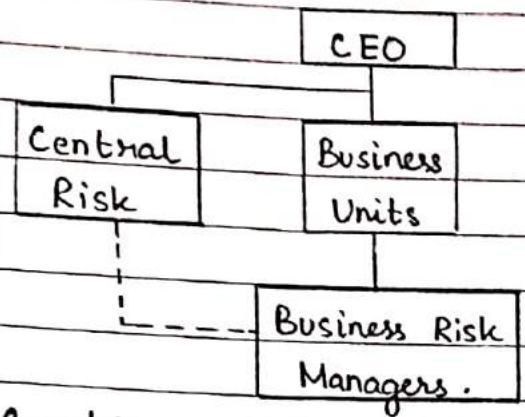 CEO
Central
Risk
Business
Units
Business Risk
Managers.